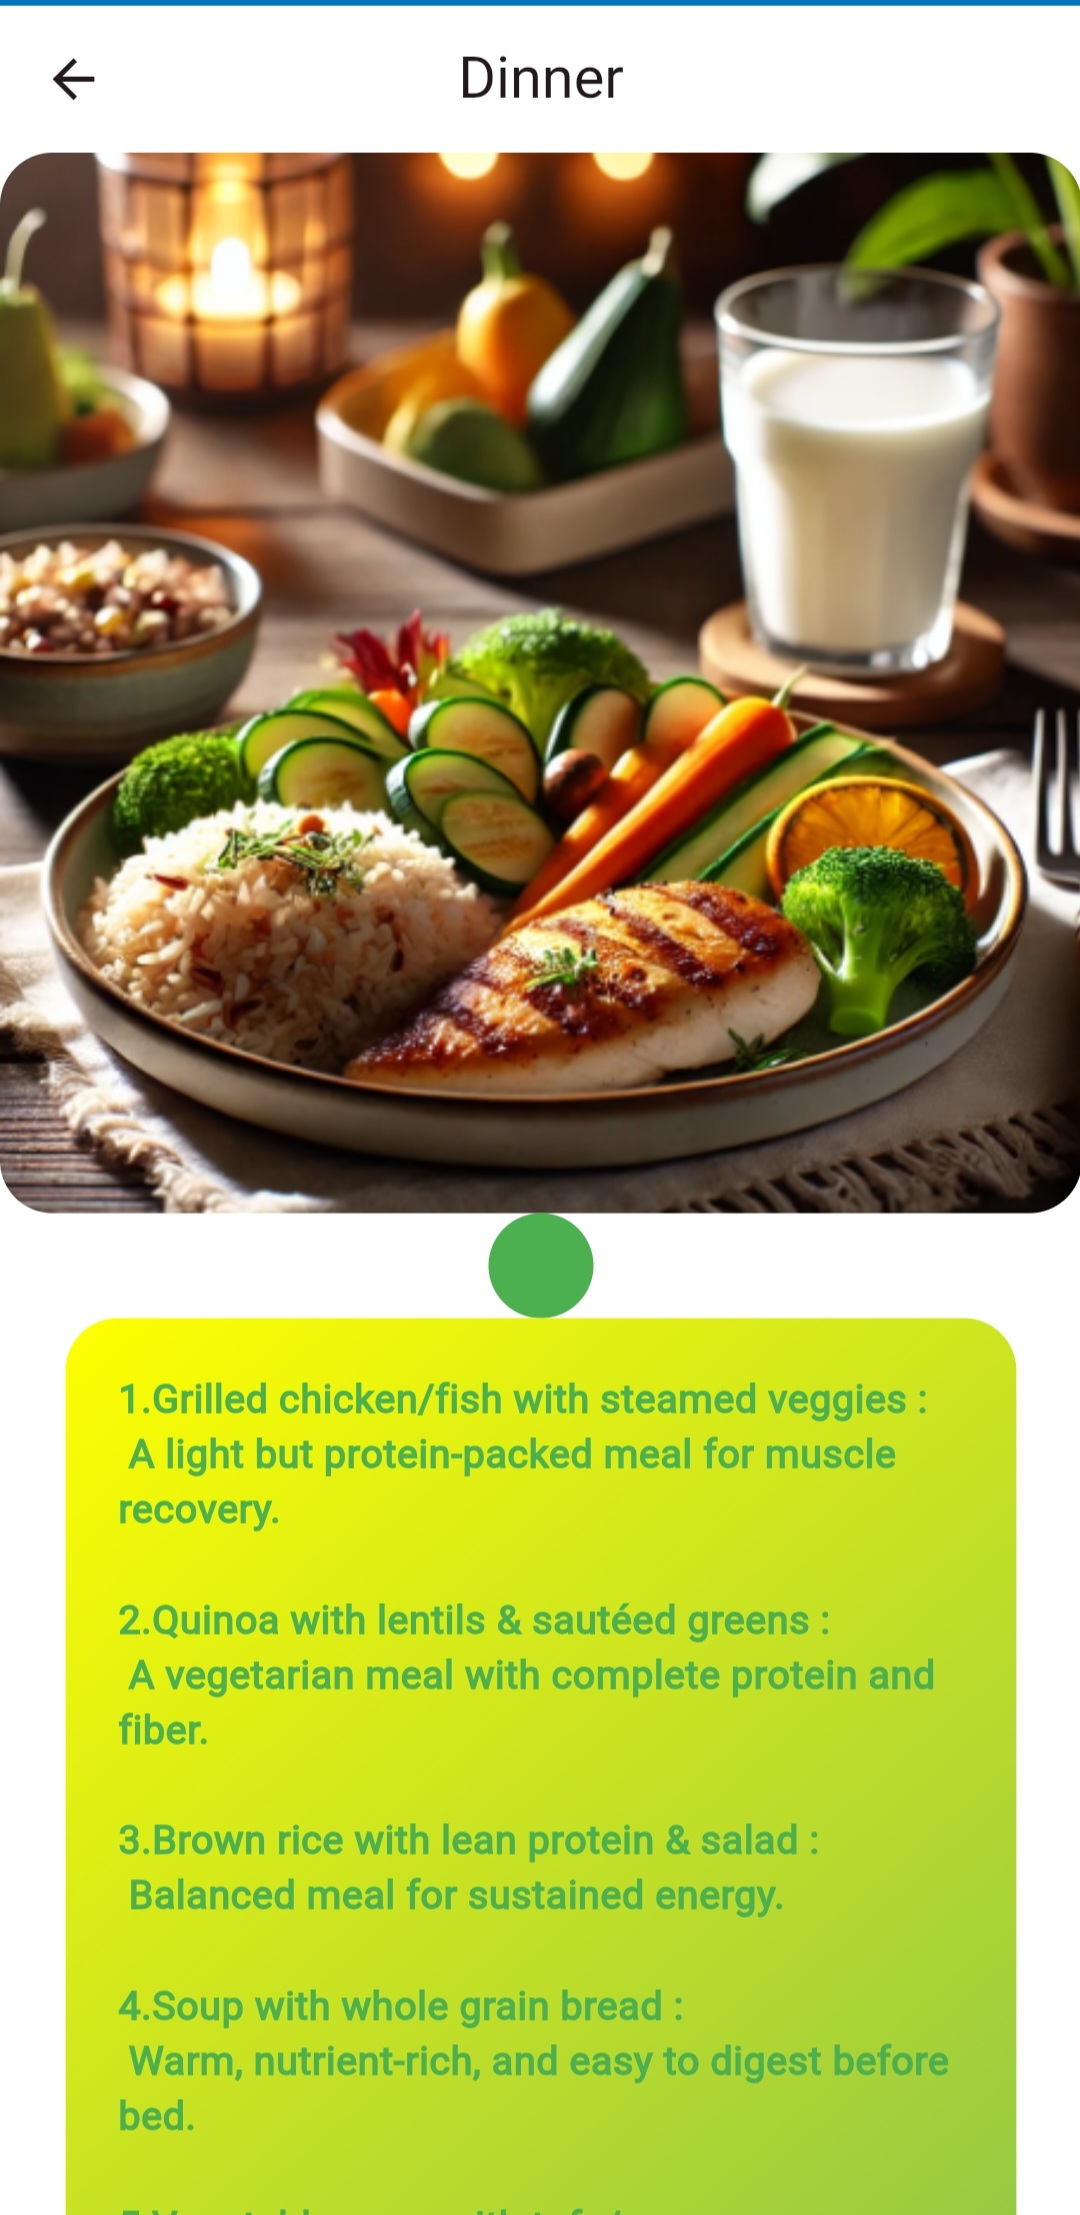 Dinner
1.Grilled chicken/fish with steamed veggies :
A light but protein-packed meal for muscle
recovery.
2.Quinoa with lentils & sautéed greens :
A vegetarian meal with complete protein and
fiber.
3.Brown rice with lean protein & salad :
Balanced meal for sustained energy.
4.Soup with whole grain bread :
Warm, nutrient-rich, and easy to digest before
bed.